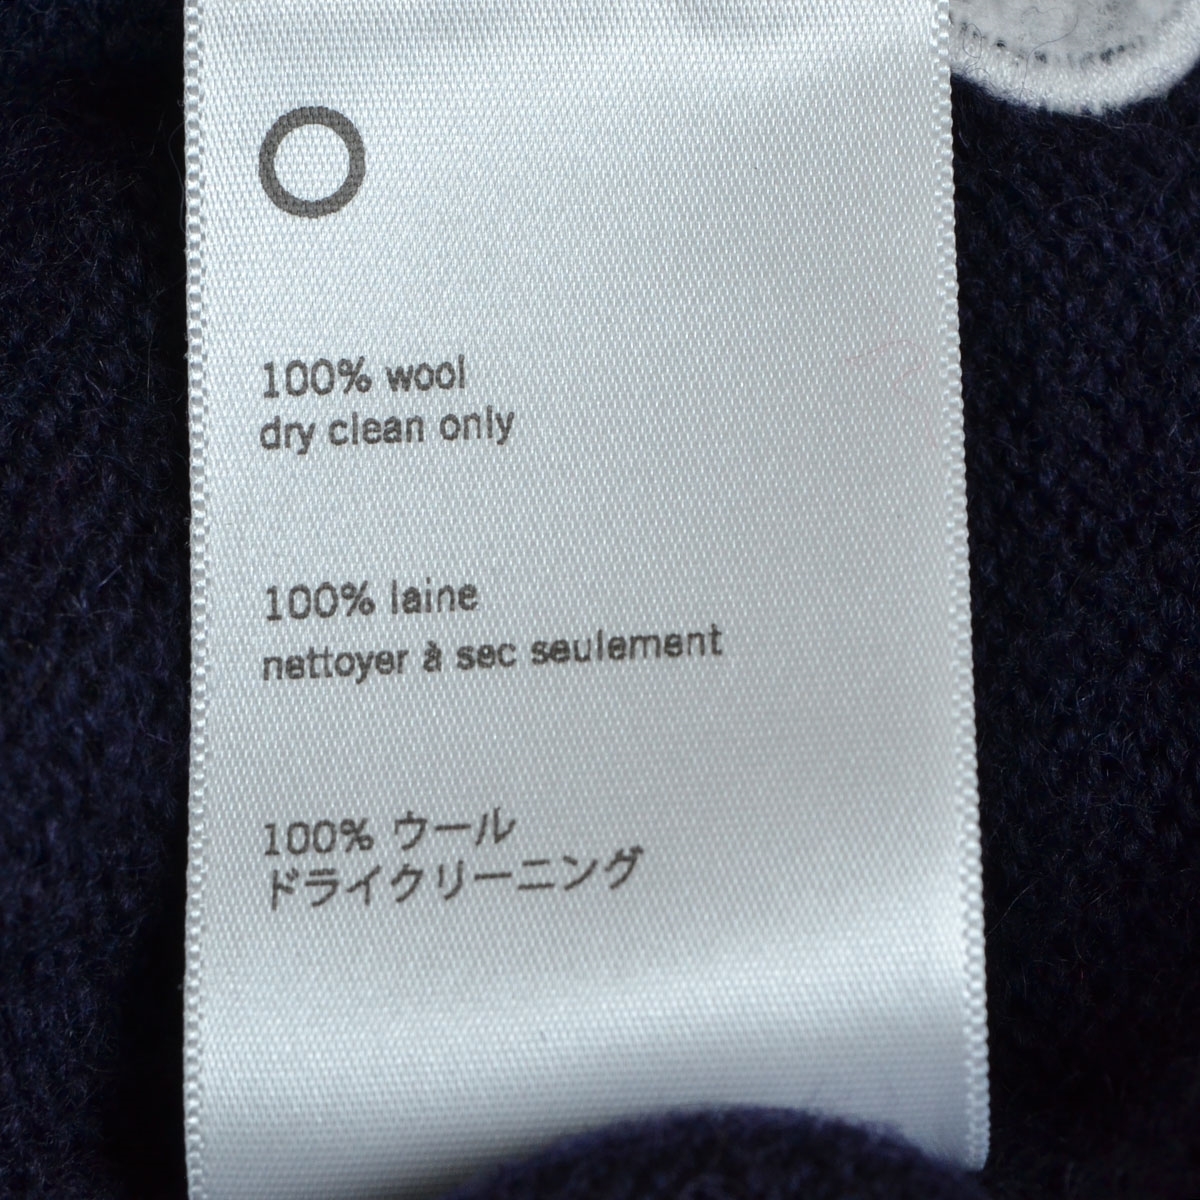 100% wool
dry clean only
100% laine
nettoyer à sec seulement
100% ウール
ドライクリーニング